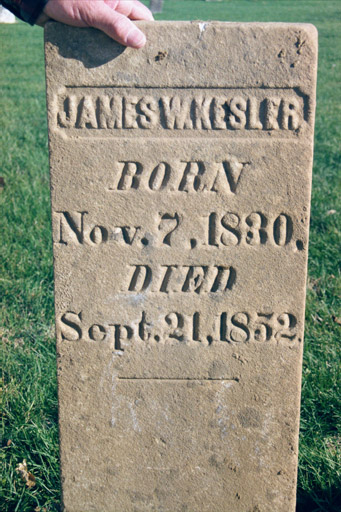 JAMES W. KESLER
BORN
Nov. 7, 1830.
DIED
Sept. 21, 1852.